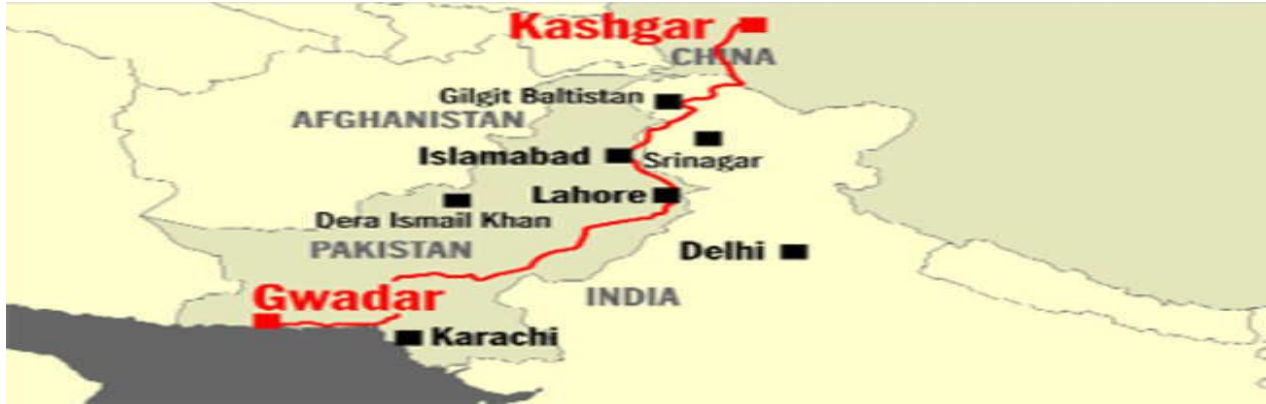 Kashgar
CHINA
Gilgit Baltistan
AFGHANISTAN
Islamabad
Srinagar
Lahore
Dera Ismail Khan
PAKISTAN
Delhi
Gwadar
INDIA
Karachi